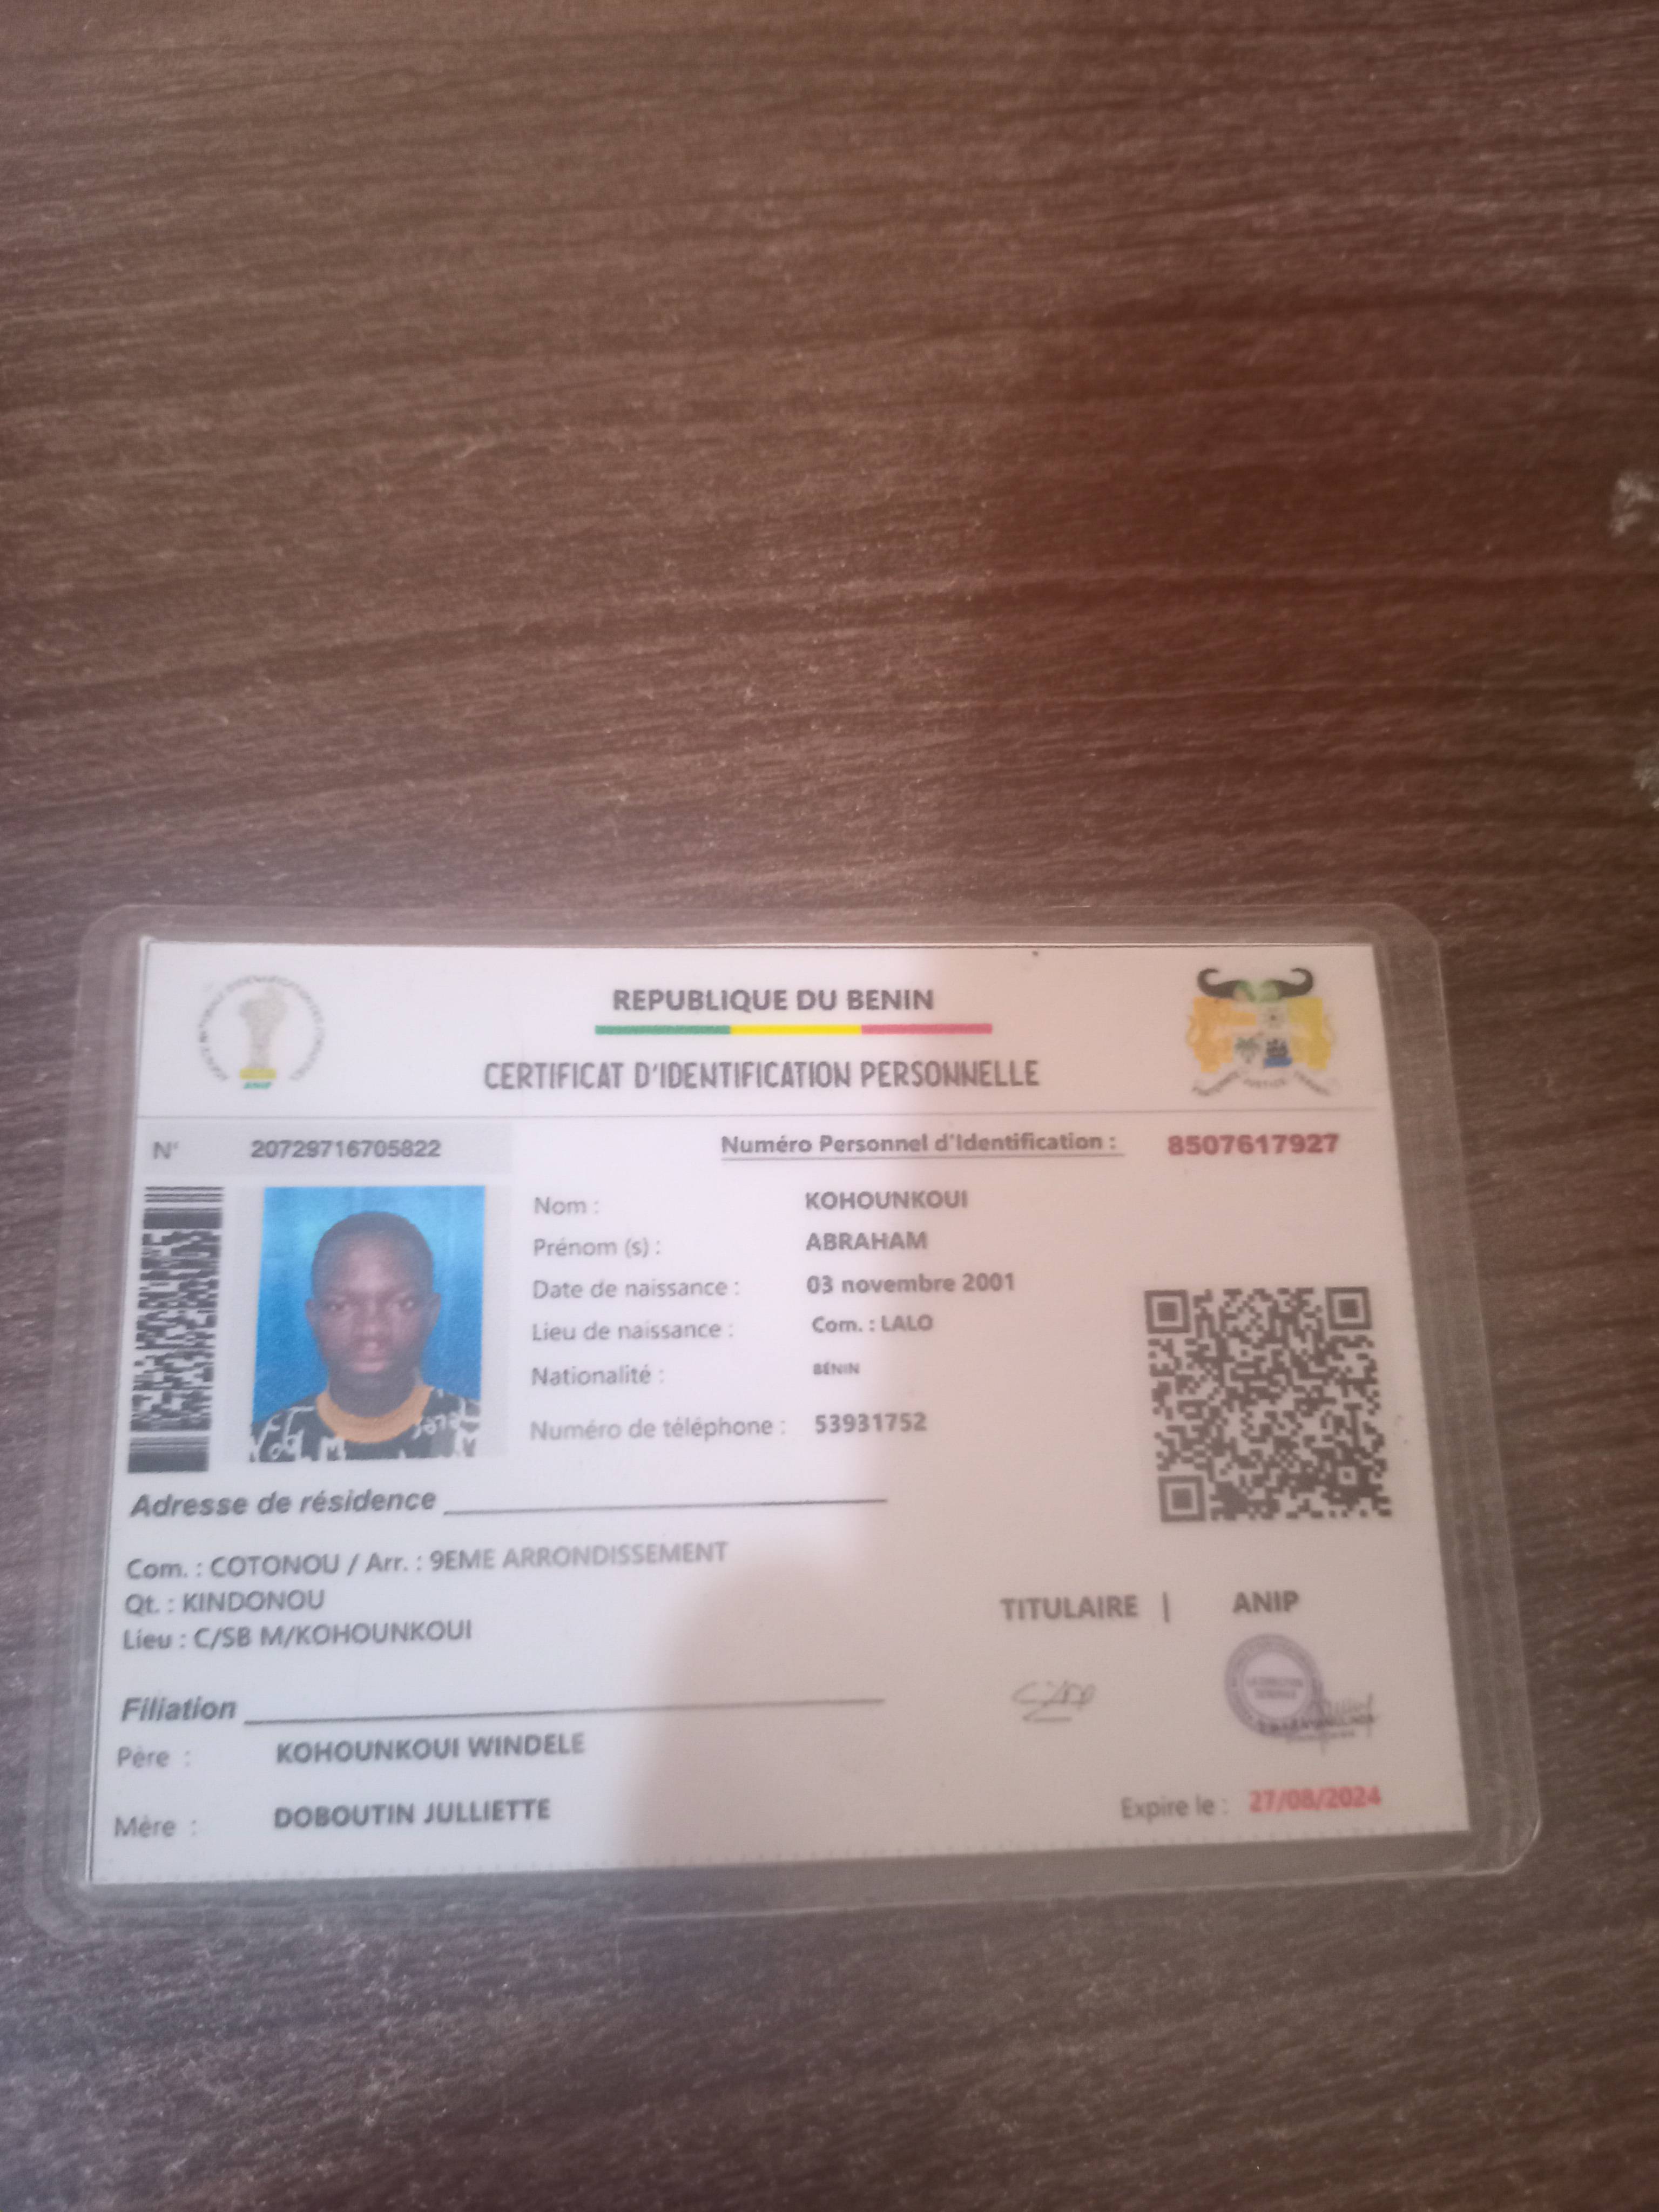 REPUBLIQUE DU BENIN
CERTIFICAT D'IDENTIFICATION PERSONNELLE
ANIP
N° 20729716705822
Numéro Personnel d'Identification : 8507617927
Nom : KOHOUNKOUI
Prénom (s) : ABRAHAM
Date de naissance : 03 novembre 2001
Lieu de naissance : Com. : LALO
Nationalité : BÉNIN
Numéro de téléphone : 53931752
Adresse de résidence
Com. : COTONOU / Arr. : 9EME ARRONDISSEMENT
Qt. : KINDONOU
Lieu : C/SB M/KOHOUNKOUI
TITULAIRE | ANIP
Filiation
Père : KOHOUNKOUI WINDELE
Mère : DOBOUTIN JULLIETTE
Expire le : 27/08/2024